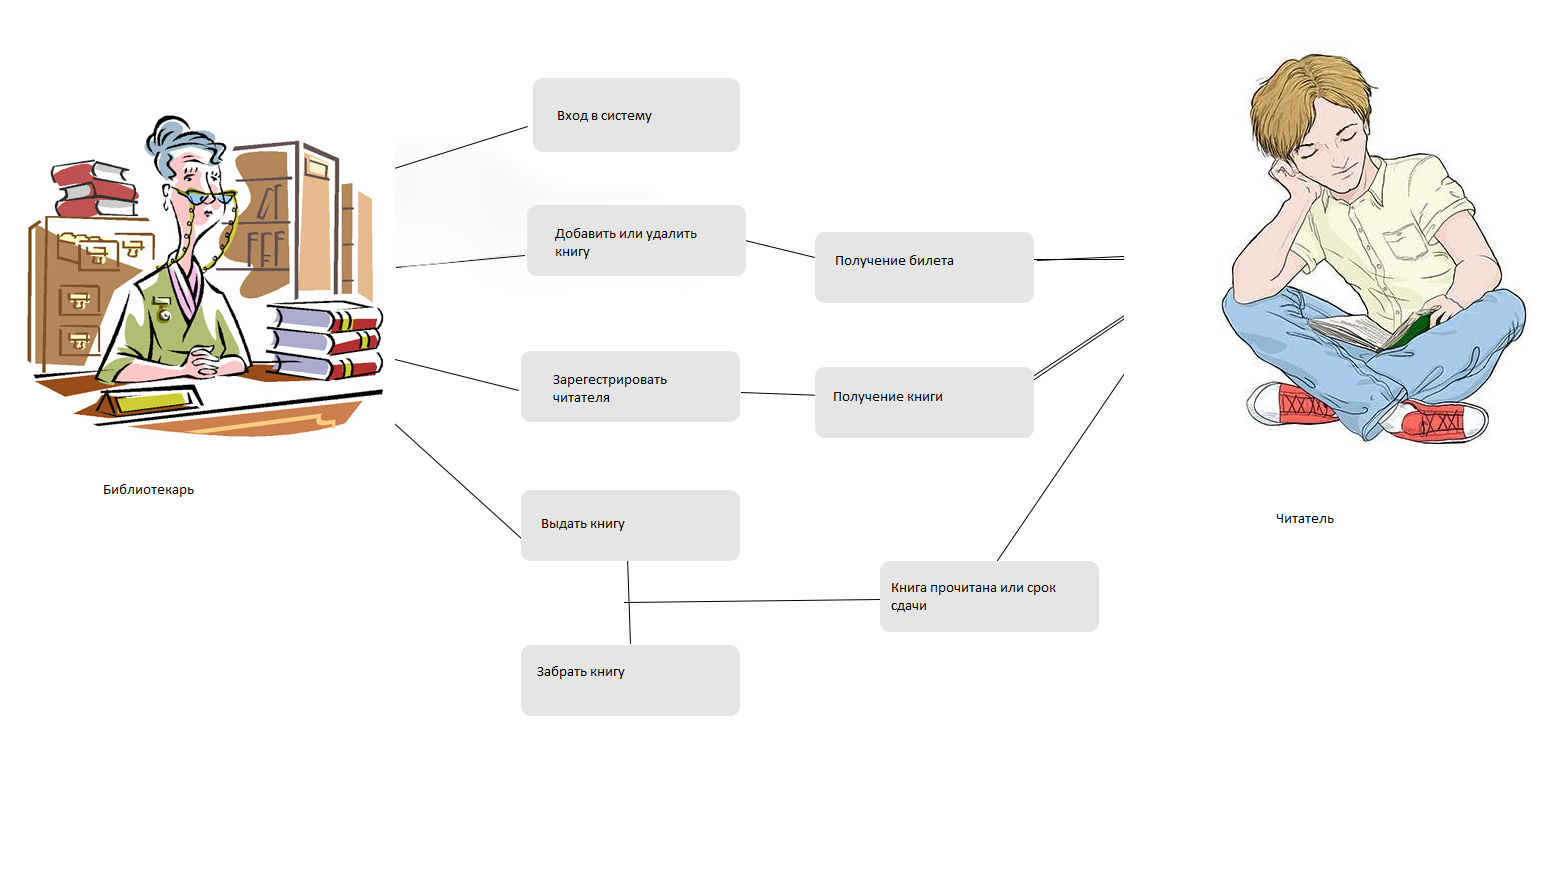 Вход в систему
Добавить или удалить
книгу
Получение билета
Зарегестрировать
читателя
Получение книги
Библиотекарь
Выдать книгу
Читатель
Книга прочитана или срок
сдачи
Забрать книгу